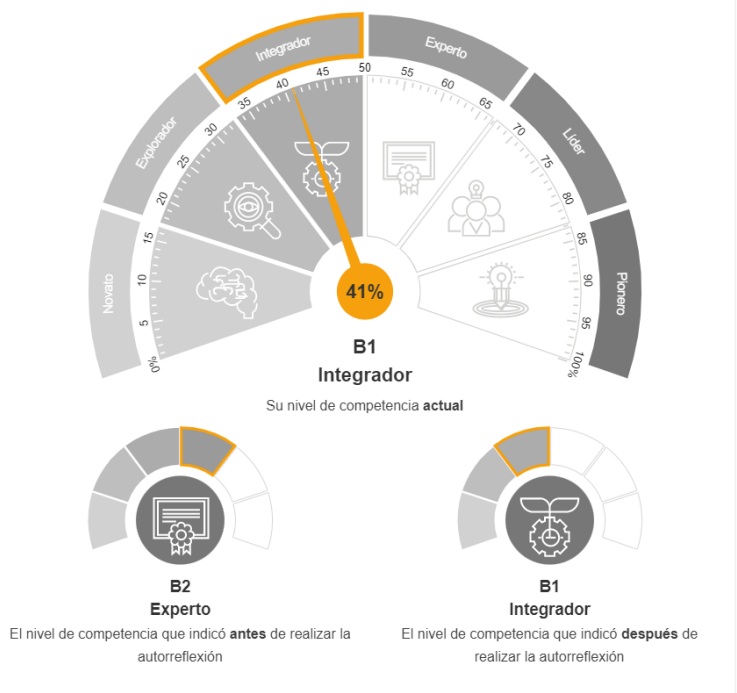 Novato
Explorador
Integrador
Experto
Líder
Pionero
%0
5
10
15
20
25
30
35
40
45
50
55
60
65
70
75
80
85
90
95
100%
41%
B1
Integrador
Su nivel de competencia actual
B2
Experto
El nivel de competencia que indicó antes de realizar la
autorreflexión
B1
Integrador
El nivel de competencia que indicó después de
realizar la autorreflexión